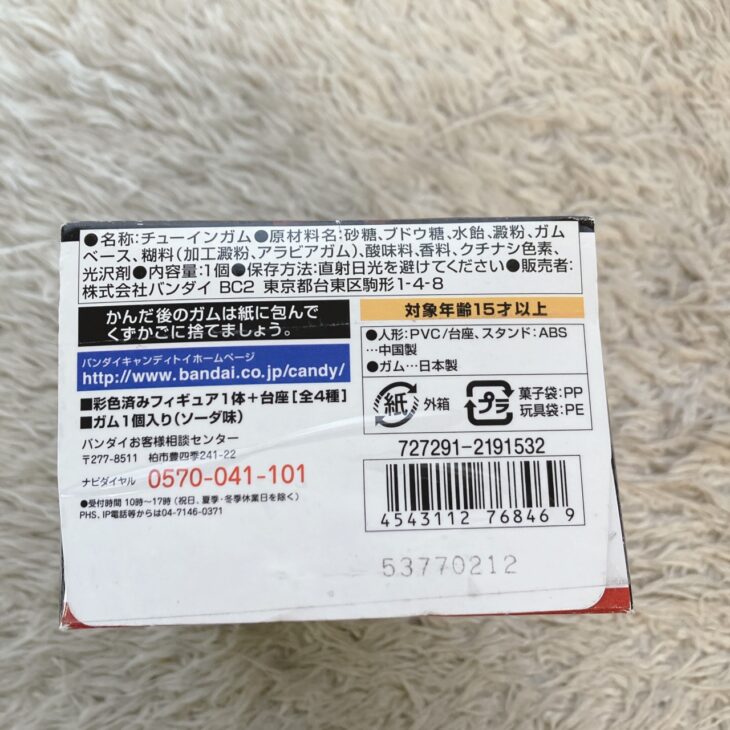 ●名称:チューインガム●原材料名:砂糖、ブドウ糖、水飴、澱粉、ガム
ベース、糊料(加工澱粉、アラビアガム)、酸味料、香料、クチナシ色素、
光沢剤●内容量:1個●保存方法:直射日光を避けてください●販売者:
株式会社バンダイ BC2 東京都台東区駒形1-4-8
かんだ後のガムは紙に包んで
くずかごに捨てましょう。
バンダイキャンディトイホームページ
http://www.bandai.co.jp/candy/
■彩色済みフィギュア1体+台座[全4種]
■ガム1個入り(ソーダ味)
バンダイお客様相談センター
〒277-8511 柏市豊四季241-22
ナビダイヤル 0570-041-101
●受付時間 10時〜17時(祝日、夏季・冬季休業日を除く)
PHS、IP電話等からは04-7146-0371
対象年齢15才以上
●人形:PVC/台座、スタンド:ABS
…中国製
●ガム…日本製
紙 外箱
プラ 菓子袋:PP
玩具袋:PE
727291-2191532
4543112 76846 9
53770212